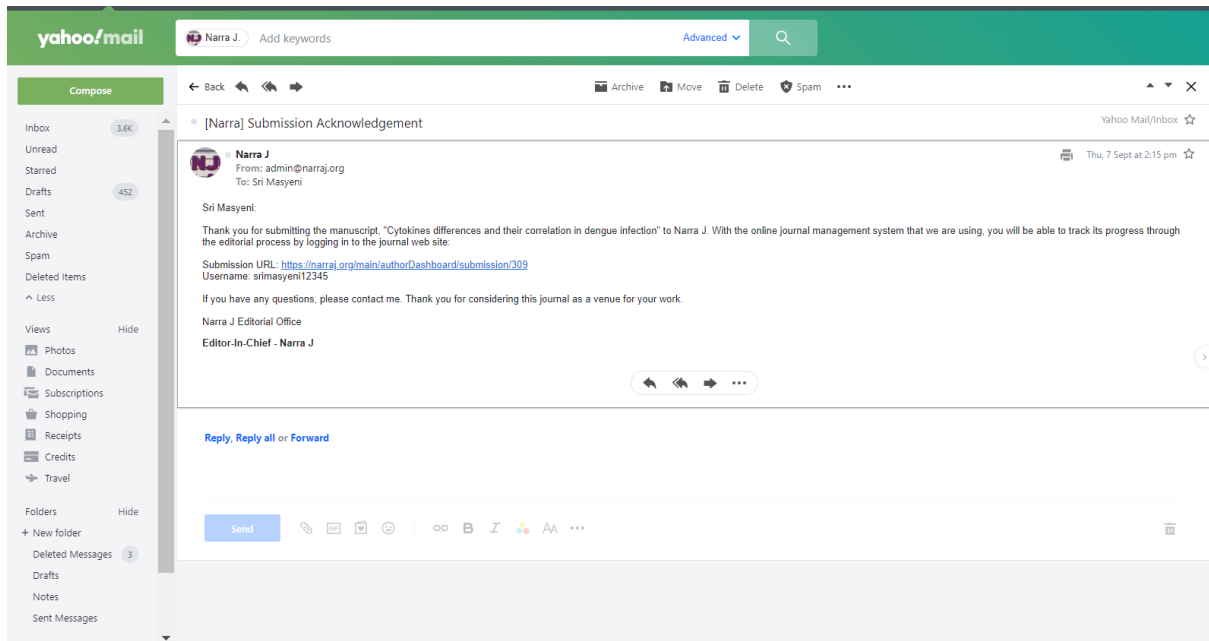 yahoo!mail
Narra J. Add keywords Advanced
Compose
Back Archive Move Delete Spam
Inbox 3.6K
Unread
Starred
Drafts 452
Sent
Archive
Spam
Deleted Items
Less
Views Hide
Photos
Documents
Subscriptions
Shopping
Receipts
Credits
Travel
Folders Hide
+ New folder
Deleted Messages 3
Drafts
Notes
Sent Messages
[Narra] Submission Acknowledgement Yahoo Mail/Inbox
NJ
Narra J Thu, 7 Sept at 2:15 pm
From: admin@narraj.org
To: Sri Masyeni
Sri Masyeni:
Thank you for submitting the manuscript, "Cytokines differences and their correlation in dengue infection" to Narra J. With the online journal management system that we are using, you will be able to track its progress through
the editorial process by logging in to the journal web site:
Submission URL: https://narraj.org/main/authorDashboard/submission/309
Username: srimasyeni12345
If you have any questions, please contact me. Thank you for considering this journal as a venue for your work.
Narra J Editorial Office
Editor-In-Chief - Narra J
Reply, Reply all or Forward
Send GIF B I AA